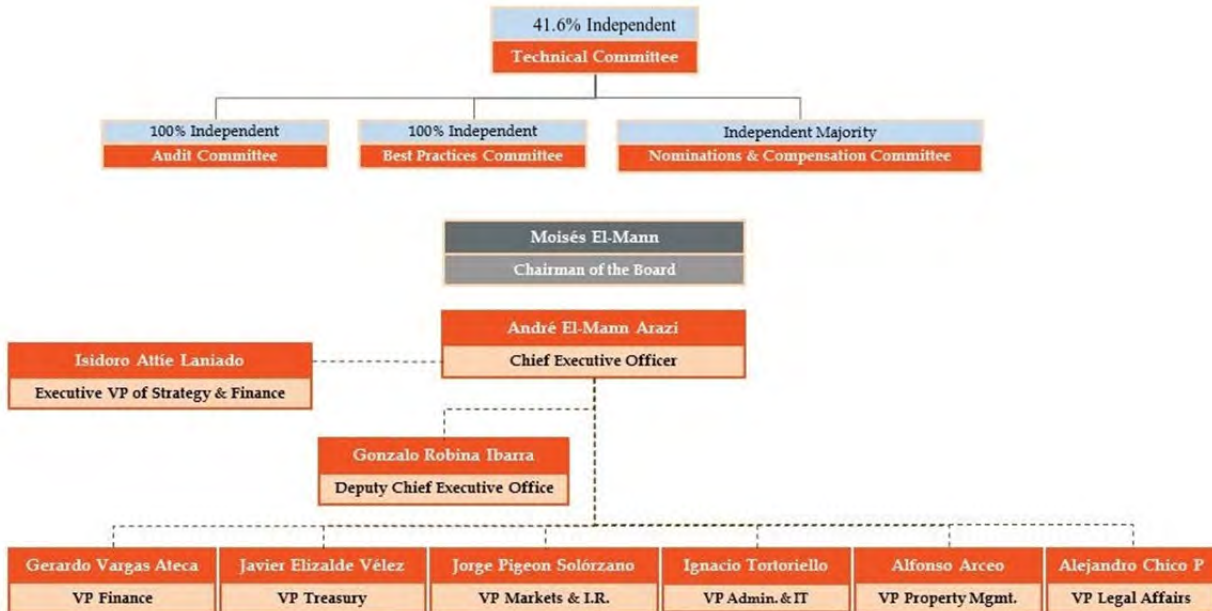 41.6% Independent
Technical Committee
100% Independent
Audit Committee
100% Independent
Best Practices Committee
Independent Majority
Nominations & Compensation Committee
Moisés El-Mann
Chairman of the Board
André El-Mann Arazi
Chief Executive Officer
Isidoro Attíe Laniado
Executive VP of Strategy & Finance
Gonzalo Robina Ibarra
Deputy Chief Executive Office
Gerardo Vargas Ateca
VP Finance
Javier Elizalde Vélez
VP Treasury
Jorge Pigeon Solórzano
VP Markets & I.R.
Ignacio Tortoriello
VP Admin. & IT
Alfonso Arceo
VP Property Mgmt.
Alejandro Chico P
VP Legal Affairs